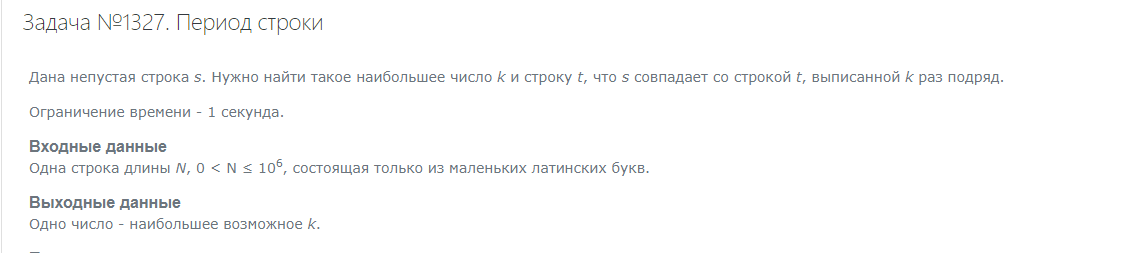 Задача №1327. Период строки
Дана непустая строка s. Нужно найти такое наибольшее число k и строку t, что s совпадает со строкой t, выписанной k раз подряд.
Ограничение времени - 1 секунда.
Входные данные
Одна строка длины N, 0 < N ≤ 10⁶, состоящая только из маленьких латинских букв.
Выходные данные
Одно число - наибольшее возможное k.